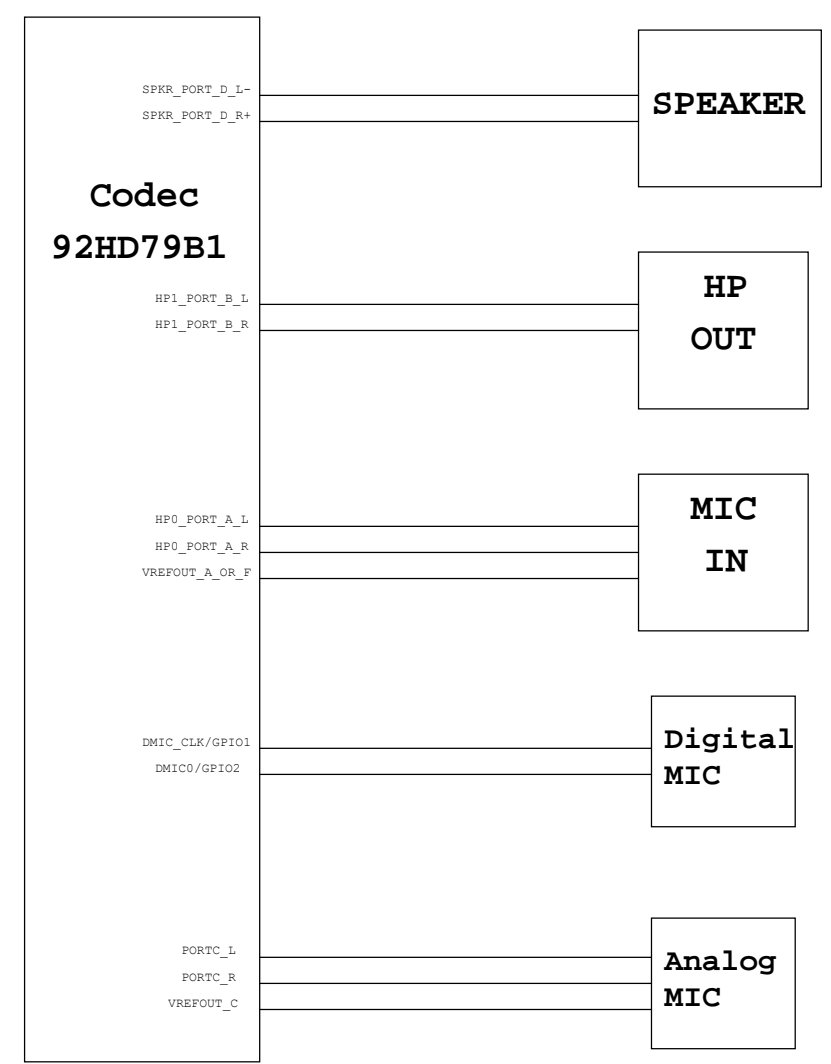 SPKR_PORT_D_L-
SPKR_PORT_D_R+
SPEAKER
Codec
92HD79B1
HP1_PORT_B_L
HP1_PORT_B_R
HP
OUT
HP0_PORT_A_L
HP0_PORT_A_R
VREFOUT_A_OR_F
MIC
IN
DMIC_CLK/GPIO1
DMIC0/GPIO2
Digital
MIC
PORTC_L
PORTC_R
VREFOUT_C
Analog
MIC